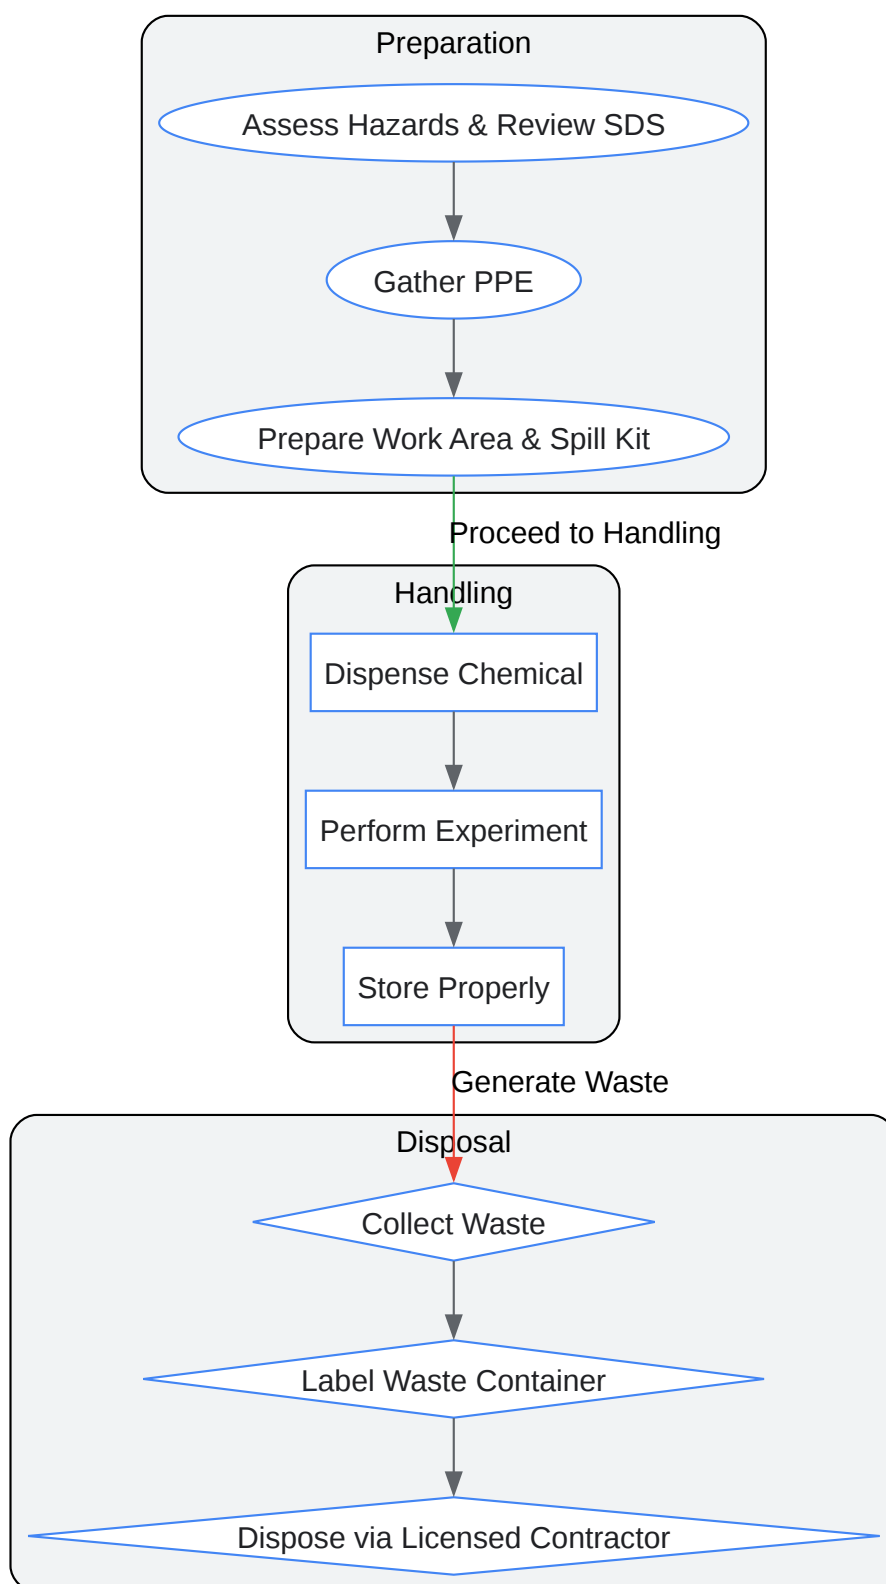 Preparation
Assess Hazards & Review SDS
Gather PPE
Prepare Work Area & Spill Kit
Proceed to Handling
Handling
Dispense Chemical
Perform Experiment
Store Properly
Generate Waste
Disposal
Collect Waste
Label Waste Container
Dispose via Licensed Contractor